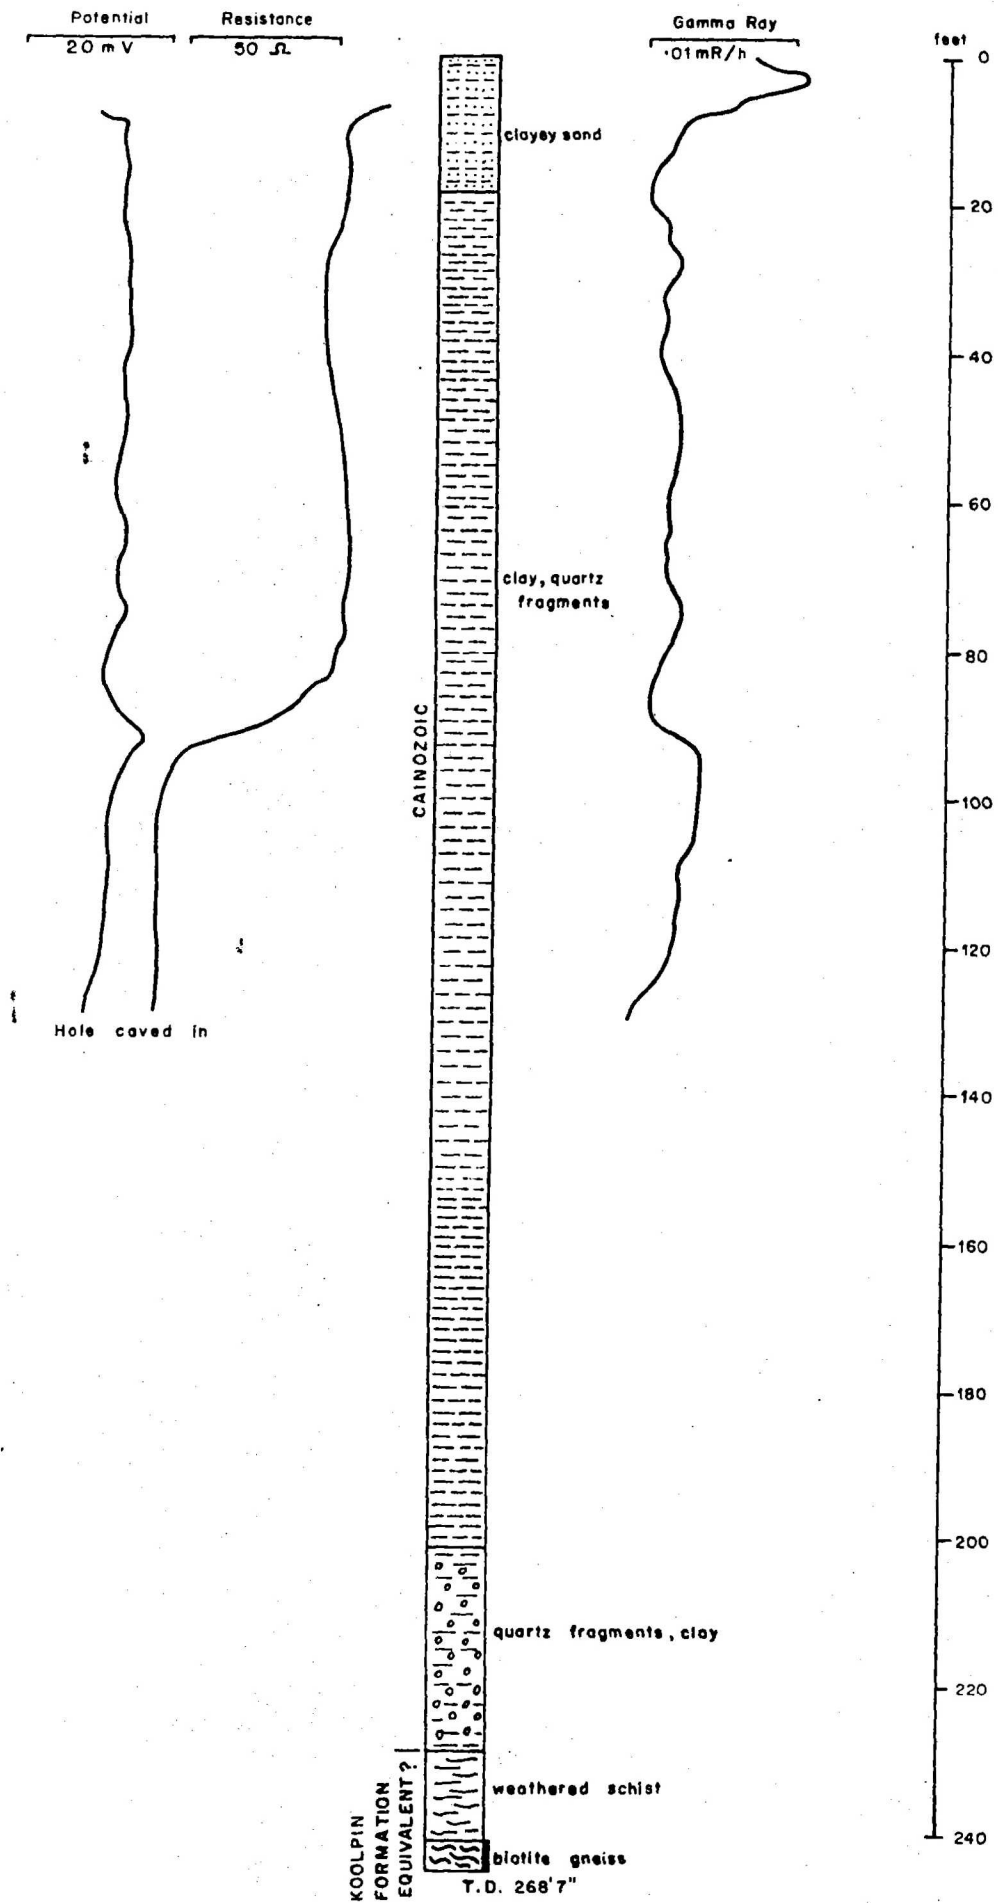 Potential
20 mV
Resistance
50 Ω
Gamma Ray
·01mR/h
feet
0
clayey sand
20
40
60
clay, quartz
fragments
80
CAINOZOIC
100
120
Hole caved in
140
160
180
200
quartz fragments, clay
220
KOOLPIN
FORMATION
EQUIVALENT?
weathered schist
240
biotite gneiss
T.D. 268'7"